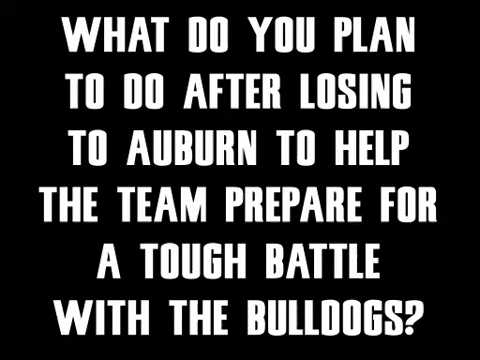 WHAT DO YOU PLAN
TO DO AFTER LOSING
TO AUBURN TO HELP
THE TEAM PREPARE FOR
A TOUGH BATTLE
WITH THE BULLDOGS?